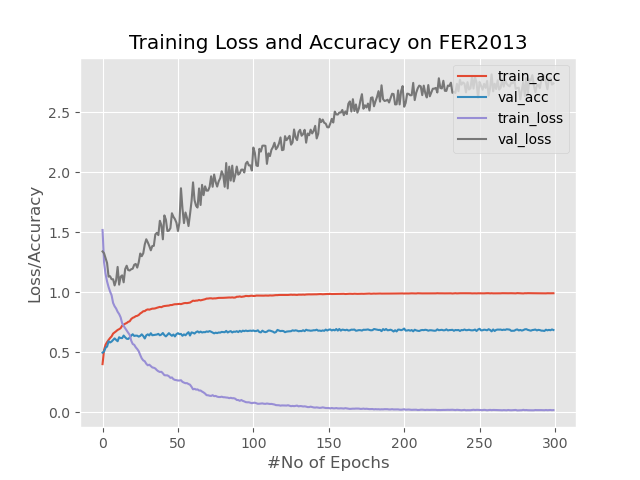 Training Loss and Accuracy on FER2013
train_acc
val_acc
train_loss
val_loss
Loss/Accuracy
2.5
2.0
1.5
1.0
0.5
0.0
0 50 100 150 200 250 300
#No of Epochs